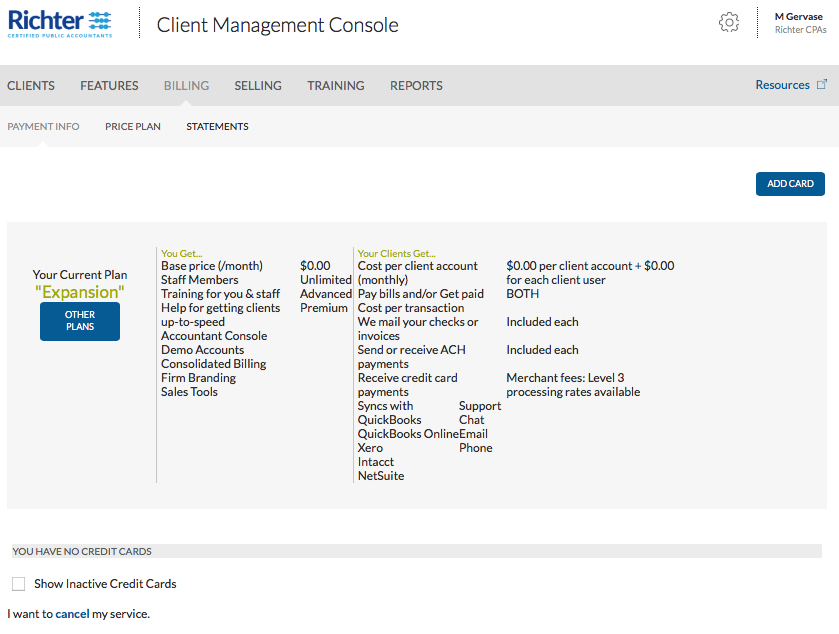 Richter
CERTIFIED PUBLIC ACCOUNTANTS
Client Management Console
M Gervase
Richter CPAs
CLIENTS FEATURES BILLING SELLING TRAINING REPORTS Resources
PAYMENT INFO PRICE PLAN STATEMENTS
ADD CARD
Your Current Plan
"Expansion"
OTHER
PLANS
You Get...
Base price (/month) $0.00
Staff Members Unlimited
Training for you & staff Advanced
Help for getting clients Premium
up-to-speed
Accountant Console
Demo Accounts
Consolidated Billing
Firm Branding
Sales Tools
Your Clients Get...
Cost per client account $0.00 per client account + $0.00
(monthly) for each client user
Pay bills and/or Get paid BOTH
Cost per transaction
We mail your checks or Included each
invoices
Send or receive ACH Included each
payments
Receive credit card Merchant fees: Level 3
payments processing rates available
Syncs with Support
QuickBooks Chat
QuickBooks Online Email
Xero Phone
Intacct
NetSuite
YOU HAVE NO CREDIT CARDS
Show Inactive Credit Cards
I want to cancel my service.